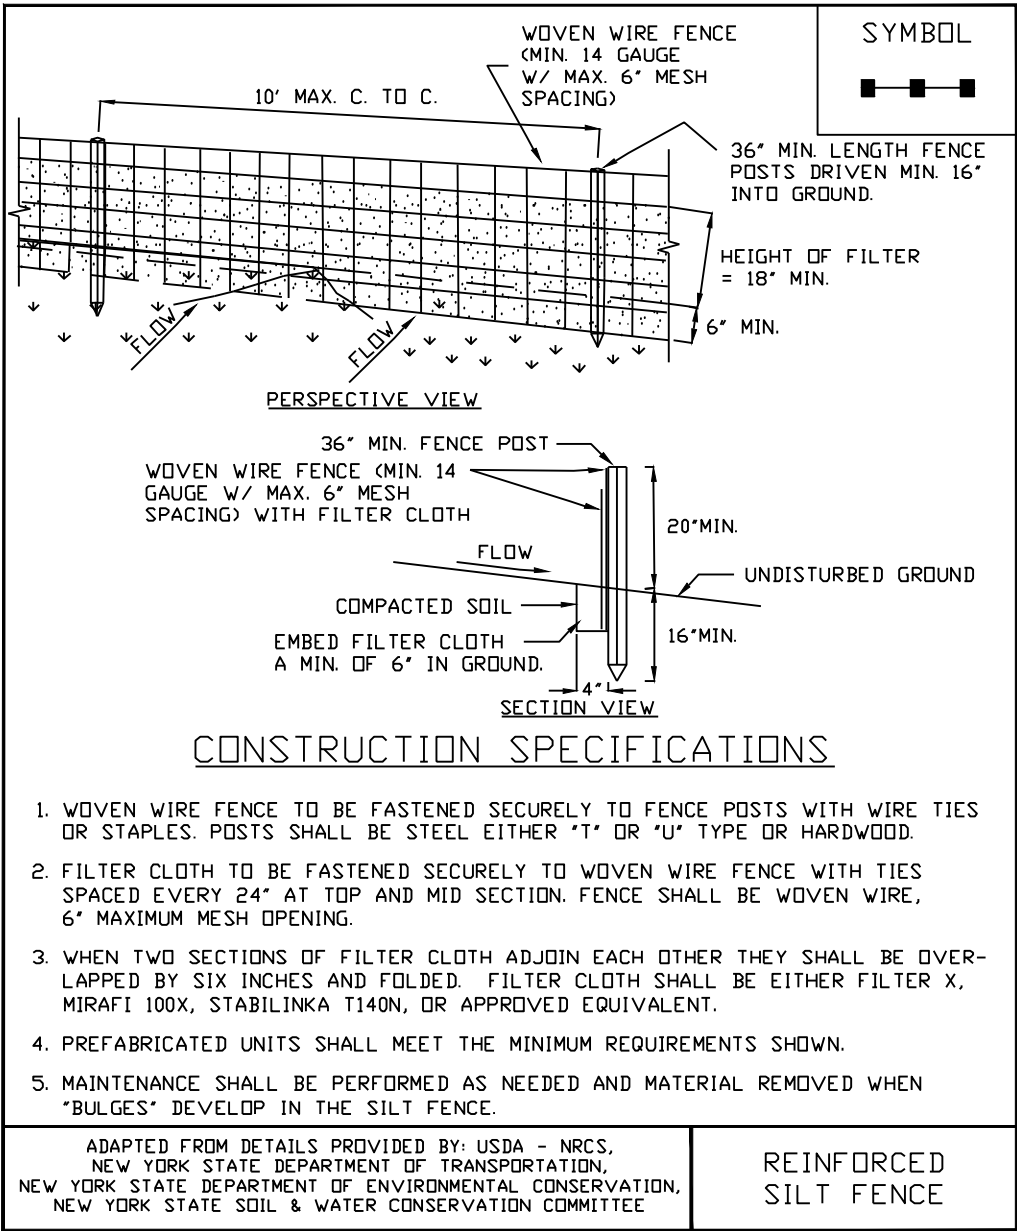 WOVEN WIRE FENCE
(MIN. 14 GAUGE
W/ MAX. 6" MESH
SPACING)
SYMBOL
10' MAX. C. TO C.
36" MIN. LENGTH FENCE
POSTS DRIVEN MIN. 16"
INTO GROUND.
HEIGHT OF FILTER
= 18" MIN.
6" MIN.
FLOW
FLOW
PERSPECTIVE VIEW
36" MIN. FENCE POST
WOVEN WIRE FENCE (MIN. 14
GAUGE W/ MAX. 6" MESH
SPACING) WITH FILTER CLOTH
20"MIN.
FLOW
UNDISTURBED GROUND
COMPACTED SOIL
EMBED FILTER CLOTH
A MIN. OF 6" IN GROUND.
16"MIN.
4"
SECTION VIEW
CONSTRUCTION SPECIFICATIONS
1. WOVEN WIRE FENCE TO BE FASTENED SECURELY TO FENCE POSTS WITH WIRE TIES
OR STAPLES. POSTS SHALL BE STEEL EITHER "T" OR "U" TYPE OR HARDWOOD.
2. FILTER CLOTH TO BE FASTENED SECURELY TO WOVEN WIRE FENCE WITH TIES
SPACED EVERY 24" AT TOP AND MID SECTION. FENCE SHALL BE WOVEN WIRE,
6" MAXIMUM MESH OPENING.
3. WHEN TWO SECTIONS OF FILTER CLOTH ADJOIN EACH OTHER THEY SHALL BE OVER-
LAPPED BY SIX INCHES AND FOLDED. FILTER CLOTH SHALL BE EITHER FILTER X,
MIRAFI 100X, STABILINKA T140N, OR APPROVED EQUIVALENT.
4. PREFABRICATED UNITS SHALL MEET THE MINIMUM REQUIREMENTS SHOWN.
5. MAINTENANCE SHALL BE PERFORMED AS NEEDED AND MATERIAL REMOVED WHEN
"BULGES" DEVELOP IN THE SILT FENCE.
ADAPTED FROM DETAILS PROVIDED BY: USDA - NRCS,
NEW YORK STATE DEPARTMENT OF TRANSPORTATION,
NEW YORK STATE DEPARTMENT OF ENVIRONMENTAL CONSERVATION,
NEW YORK STATE SOIL & WATER CONSERVATION COMMITTEE
REINFORCED
SILT FENCE